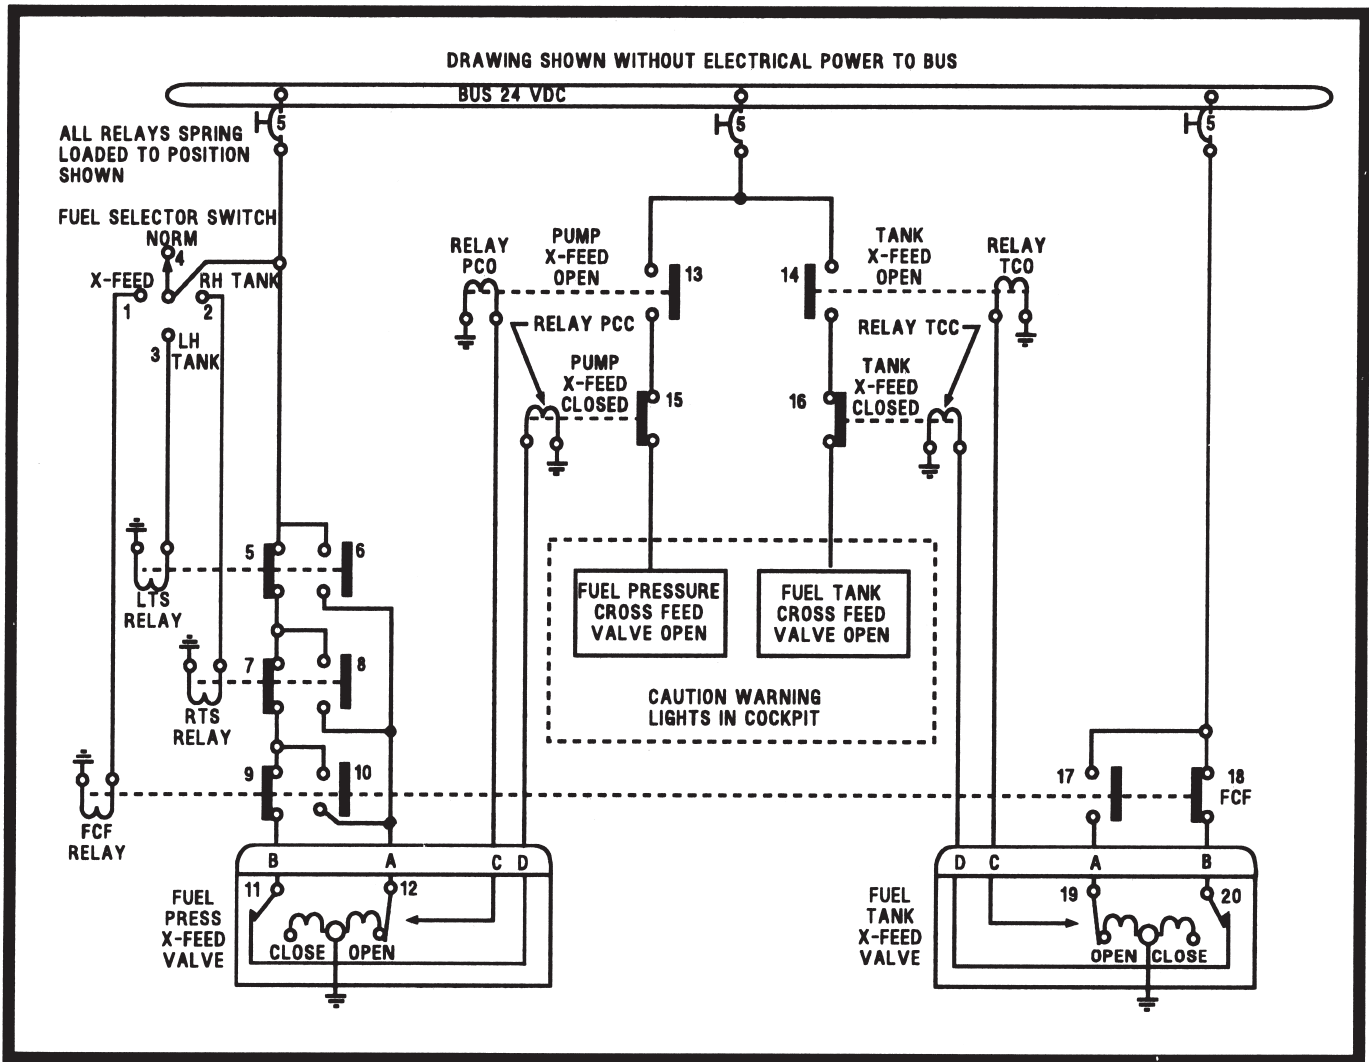 DRAWING SHOWN WITHOUT ELECTRICAL POWER TO BUS
BUS 24 VDC
5
5
5
ALL RELAYS SPRING
LOADED TO POSITION
SHOWN
FUEL SELECTOR SWITCH
NORM
4
X-FEED
RH TANK
1
2
3
LH
TANK
RELAY
PCO
PUMP
X-FEED
OPEN
13
14
TANK
X-FEED
OPEN
RELAY
TCO
RELAY PCC
RELAY TCC
PUMP
X-FEED
CLOSED
15
16
TANK
X-FEED
CLOSED
5
6
LTS
RELAY
7
8
RTS
RELAY
9
10
FCF
RELAY
FUEL PRESSURE
CROSS FEED
VALVE OPEN
FUEL TANK
CROSS FEED
VALVE OPEN
CAUTION WARNING
LIGHTS IN COCKPIT
17
18
FCF
B
A
C
D
D
C
A
B
11
12
FUEL
PRESS
X-FEED
VALVE
CLOSE
OPEN
FUEL
TANK
X-FEED
VALVE
19
20
OPEN
CLOSE